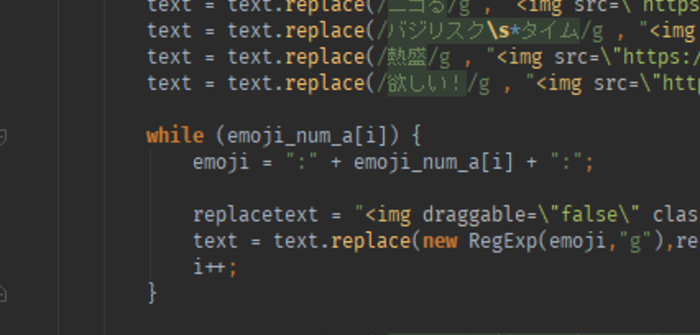 text = text.replace(/ニコる/g , "<img src=\"https
text = text.replace(/バジリスク\s*タイム/g , "<img
text = text.replace(/熱盛/g , "<img src=\"https:/
text = text.replace(/欲しい！/g , "<img src=\"http
while (emoji_num_a[i]) {
emoji = ":" + emoji_num_a[i] + ":";
replacetext = "<img draggable=\"false\" clas
text = text.replace(new RegExp(emoji,"g"),re
i++;
}